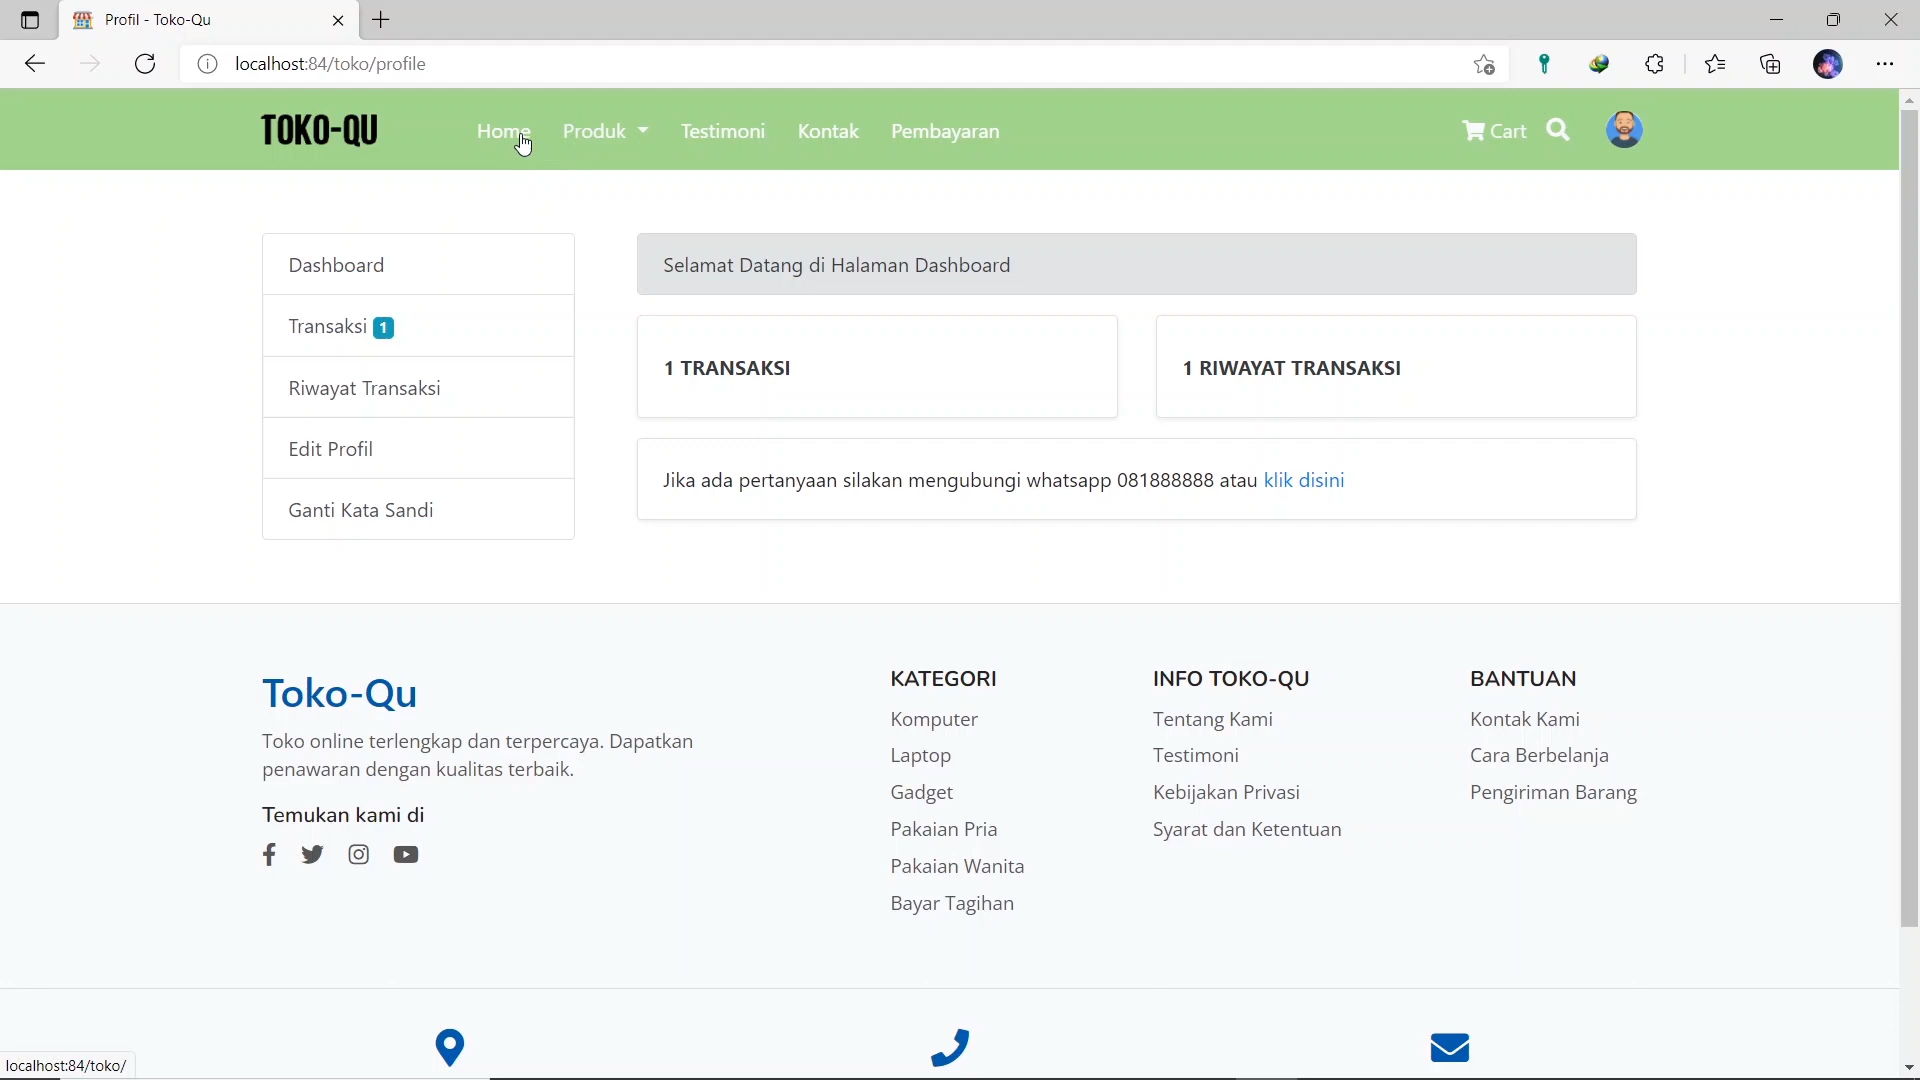 Profil - Toko-Qu
localhost:84/toko/profile
TOKO-QU
Home
Produk
Testimoni
Kontak
Pembayaran
Cart
Dashboard
Transaksi 1
Riwayat Transaksi
Edit Profil
Ganti Kata Sandi
Selamat Datang di Halaman Dashboard
1 TRANSAKSI
1 RIWAYAT TRANSAKSI
Jika ada pertanyaan silakan mengubungi whatsapp 081888888 atau klik disini
Toko-Qu
Toko online terlengkap dan terpercaya. Dapatkan
penawaran dengan kualitas terbaik.
Temukan kami di
KATEGORI
Komputer
Laptop
Gadget
Pakaian Pria
Pakaian Wanita
Bayar Tagihan
INFO TOKO-QU
Tentang Kami
Testimoni
Kebijakan Privasi
Syarat dan Ketentuan
BANTUAN
Kontak Kami
Cara Berbelanja
Pengiriman Barang
localhost:84/toko/